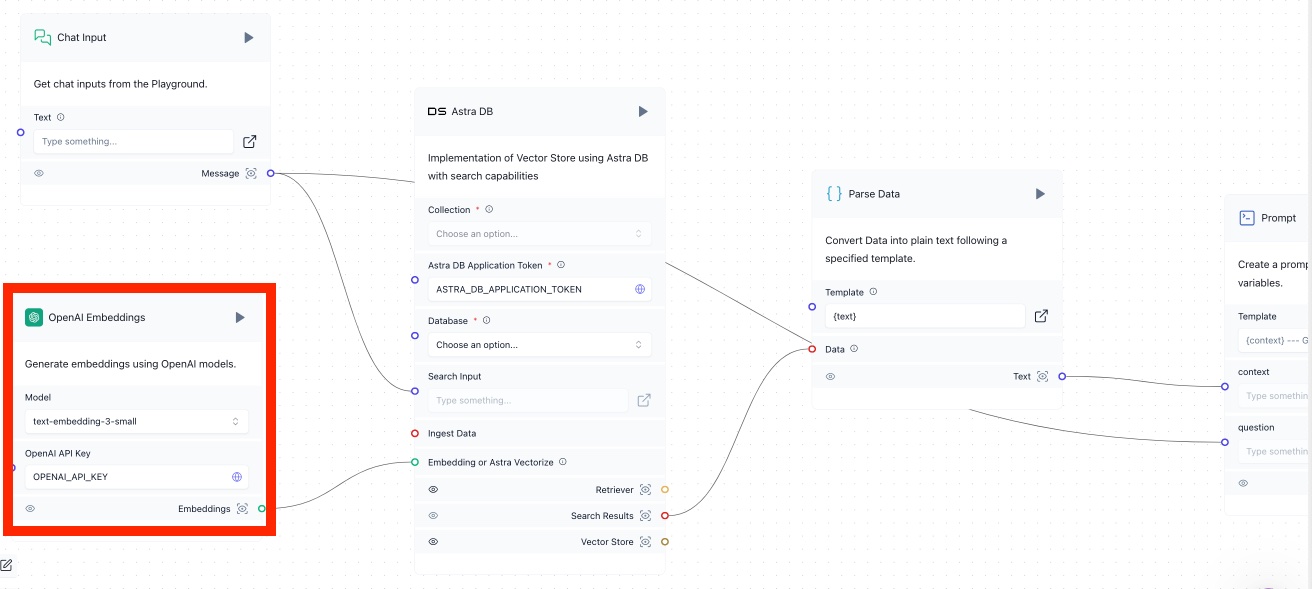 Chat Input
Get chat inputs from the Playground.
Text
Type something...
Message
OpenAI Embeddings
Generate embeddings using OpenAI models.
Model
text-embedding-3-small
OpenAI API Key
OPENAI_API_KEY
Embeddings
DS Astra DB
Implementation of Vector Store using Astra DB
with search capabilities
Collection *
Choose an option...
Astra DB Application Token *
ASTRA_DB_APPLICATION_TOKEN
Database *
Choose an option...
Search Input
Type something...
Ingest Data
Embedding or Astra Vectorize
Retriever
Search Results
Vector Store
{ } Parse Data
Convert Data into plain text following a
specified template.
Template
{text}
Data
Text
Prompt
Create a promp
variables.
Template
{context} --- G
context
Type somethin
question
Type somethin